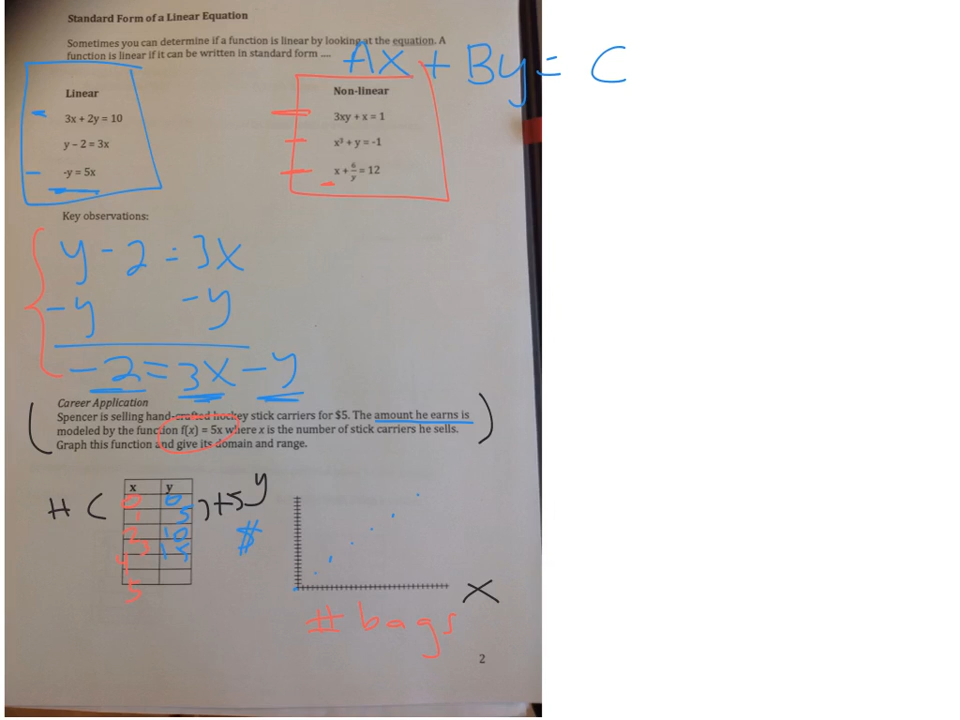 Standard Form of a Linear Equation
Sometimes you can determine if a function is linear by looking at the equation. A
function is linear if it can be written in standard form ....
Ax + By = C
Linear
3x + 2y = 10
y – 2 = 3x
-y = 5x
Non-linear
3xy + x = 1
x³ + y = -1
x + 6/y = 12
Key observations:
y - 2 = 3x
-y -y
-2 = 3x - y
Career Application
Spencer is selling hand-crafted hockey stick carriers for $5. The amount he earns is
modeled by the function f(x) = 5x where x is the number of stick carriers he sells.
Graph this function and give its domain and range.
x y
0 0
1 5
2 10
3 15
4
5
+1
+5
y
$
x
# bags
2